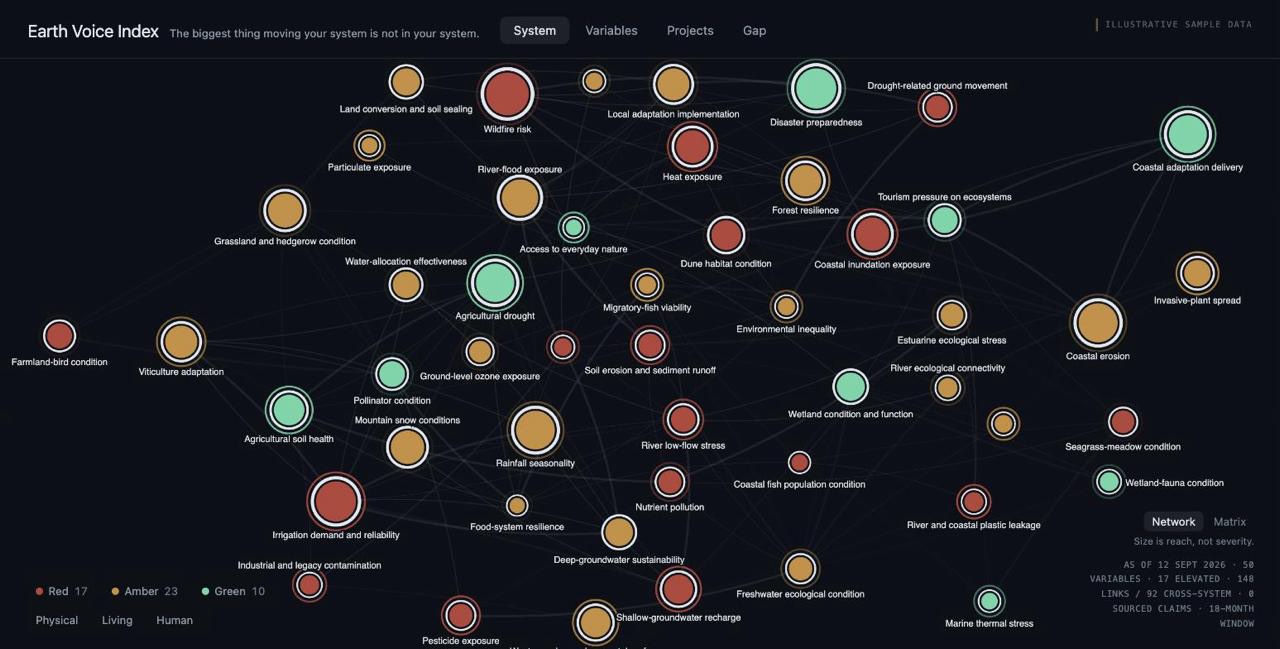 Earth Voice Index The biggest thing moving your system is not in your system. System Variables Projects Gap ILLUSTRATIVE SAMPLE DATA
Drought-related ground movement
Land conversion and soil sealing
Local adaptation implementation
Disaster preparedness
Wildfire risk
Particulate exposure
River-flood exposure
Coastal adaptation delivery
Heat exposure
Tourism pressure on ecosystems
Forest resilience
Grassland and hedgerow condition
Access to everyday nature
Water-allocation effectiveness
Dune habitat condition
Coastal inundation exposure
Invasive-plant spread
Migratory-fish viability
Agricultural drought
Environmental inequality
Estuarine ecological stress
Coastal erosion
Farmland-bird condition
Viticulture adaptation
Ground-level ozone exposure
Soil erosion and sediment runoff
River ecological connectivity
Pollinator condition
Wetland condition and function
Mountain snow conditions
Agricultural soil health
River low-flow stress
Seagrass-meadow condition
Rainfall seasonality
Coastal fish population condition
Wetland-fauna condition
Nutrient pollution
Food-system resilience
River and coastal plastic leakage
Network Matrix
Irrigation demand and reliability
Size is reach, not severity.
Deep-groundwater sustainability
Industrial and legacy contamination
AS OF 12 SEPT 2026 · 50
VARIABLES · 17 ELEVATED · 148
LINKS / 92 CROSS-SYSTEM · 0
SOURCED CLAIMS · 18-MONTH
WINDOW
Red 17 Amber 23 Green 10
Freshwater ecological condition
Shallow-groundwater recharge
Physical Living Human
Marine thermal stress
Pesticide exposure